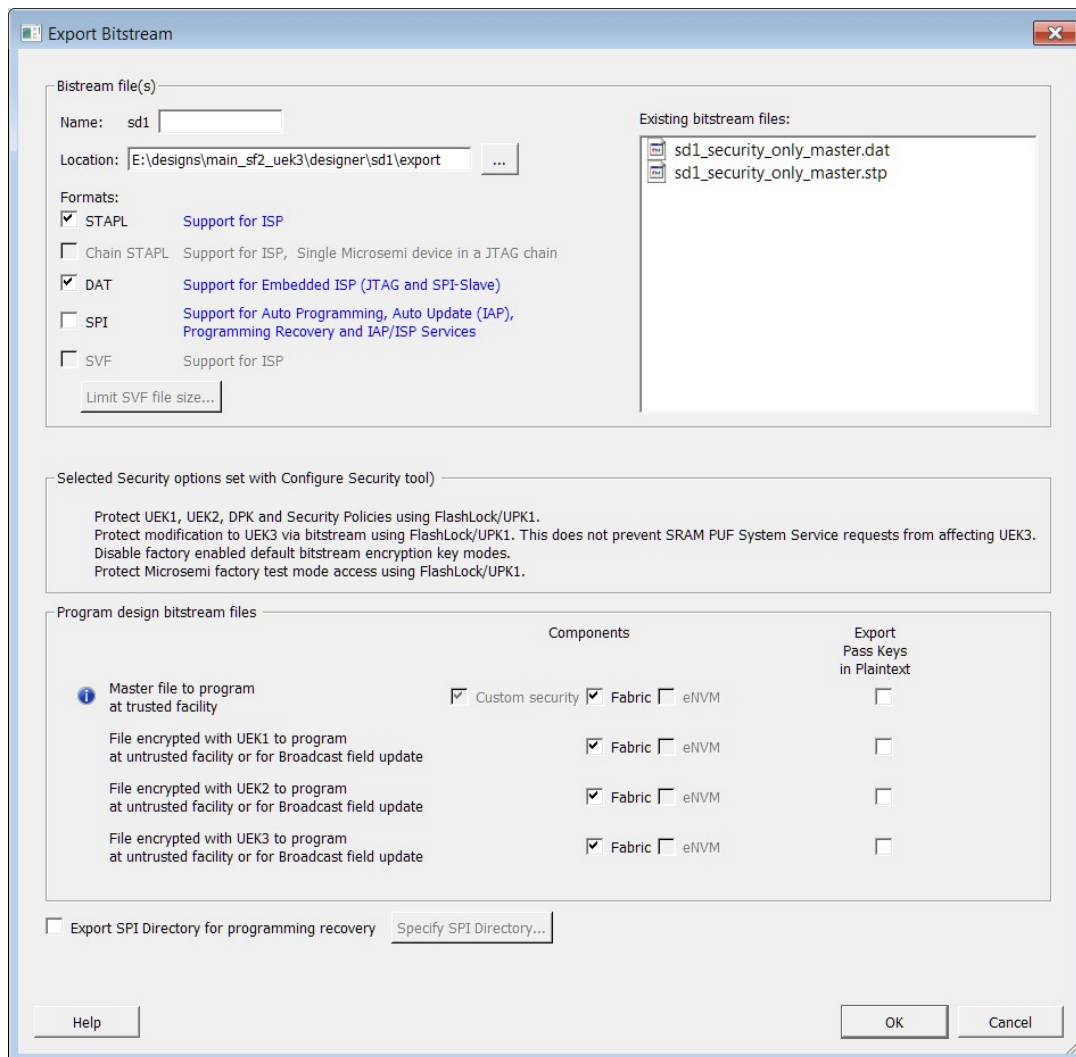 Export Bitstream
Bistream file(s)
Name: sd1
Location: E:\designs\main_sf2_uek3\designer\sd1\export ...
Formats:
STAPL Support for ISP
Chain STAPL Support for ISP, Single Microsemi device in a JTAG chain
DAT Support for Embedded ISP (JTAG and SPI-Slave)
SPI Support for Auto Programming, Auto Update (IAP),
Programming Recovery and IAP/ISP Services
SVF Support for ISP
Limit SVF file size...
Existing bitstream files:
sd1_security_only_master.dat
sd1_security_only_master.stp
Selected Security options set with Configure Security tool)
Protect UEK1, UEK2, DPK and Security Policies using FlashLock/UPK1.
Protect modification to UEK3 via bitstream using FlashLock/UPK1. This does not prevent SRAM PUF System Service requests from affecting UEK3.
Disable factory enabled default bitstream encryption key modes.
Protect Microsemi factory test mode access using FlashLock/UPK1.
Program design bitstream files
Components
Export
Pass Keys
in Plaintext
Master file to program
at trusted facility
Custom security Fabric eNVM
File encrypted with UEK1 to program
at untrusted facility or for Broadcast field update
Fabric eNVM
File encrypted with UEK2 to program
at untrusted facility or for Broadcast field update
Fabric eNVM
File encrypted with UEK3 to program
at untrusted facility or for Broadcast field update
Fabric eNVM
Export SPI Directory for programming recovery Specify SPI Directory...
Help OK Cancel